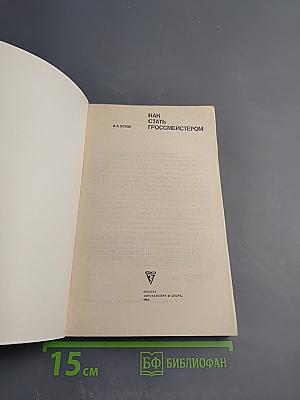 А.А. КОТОВ
КАК
СТАТЬ
ГРОССМЕЙСТЕРОМ
МОСКВА
«ФИЗКУЛЬТУРА И СПОРТ»
15 СМ
БФ БИБЛИОФАН